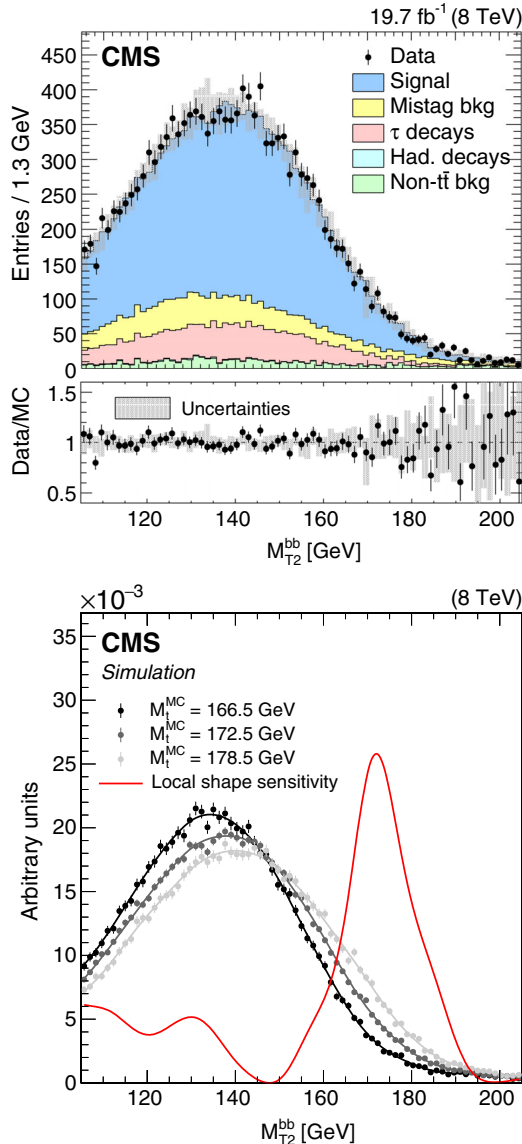 19.7 fb⁻¹ (8 TeV)
CMS
Data
Signal
Mistag bkg
τ decays
Had. decays
Non-tt̄ bkg
Entries / 1.3 GeV
450
400
350
300
250
200
150
100
50
0
Uncertainties
Data/MC
1.5
1
0.5
120 140 160 180 200
M_T2^bb [GeV]
×10⁻³ (8 TeV)
CMS
Simulation
M_t^MC = 166.5 GeV
M_t^MC = 172.5 GeV
M_t^MC = 178.5 GeV
Local shape sensitivity
Arbitrary units
35
30
25
20
15
10
5
0
120 140 160 180 200
M_T2^bb [GeV]